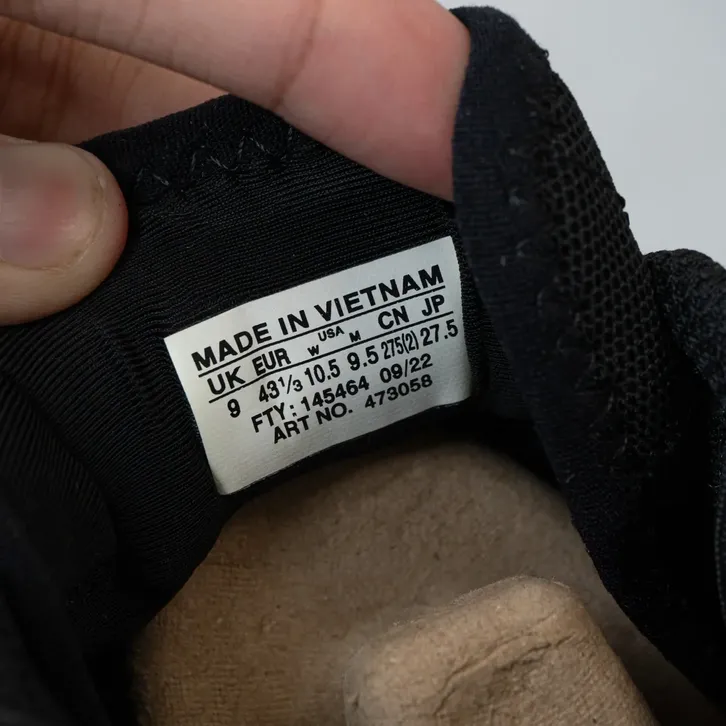 MADE IN VIETNAM
UK EUR W USA M CN JP
9 43 1/3 10.5 9.5 275(2) 27.5
FTY: 145464 09/22
ART NO. 473058